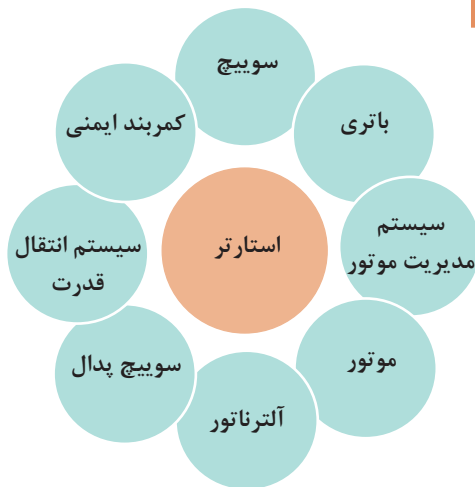 سوییچ
باتری
سیستم
مدیریت موتور
موتور
آلترناتور
سوییچ پدال
سیستم انتقال
قدرت
کمربند ایمنی
استارتر